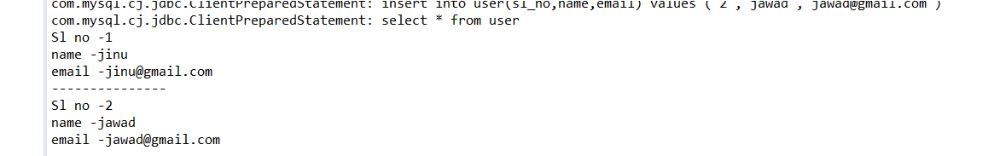 com.mysql.cj.jdbc.ClientPreparedStatement: insert into user(sl_no,name,email) values ( 2 , jawad , jawad@gmail.com )
com.mysql.cj.jdbc.ClientPreparedStatement: select * from user
Sl no -1
name -jinu
email -jinu@gmail.com
---------------
Sl no -2
name -jawad
email -jawad@gmail.com